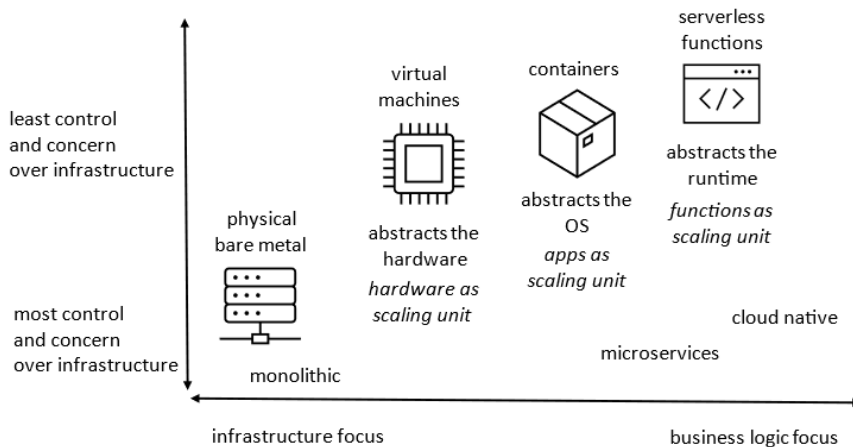 serverless
functions
containers
virtual
machines
</>
least control
and concern
over infrastructure
abstracts the
runtime
functions as
scaling unit
abstracts the
OS
apps as
scaling unit
physical
bare metal
abstracts the
hardware
hardware as
scaling unit
most control
and concern
over infrastructure
cloud native
microservices
monolithic
infrastructure focus
business logic focus